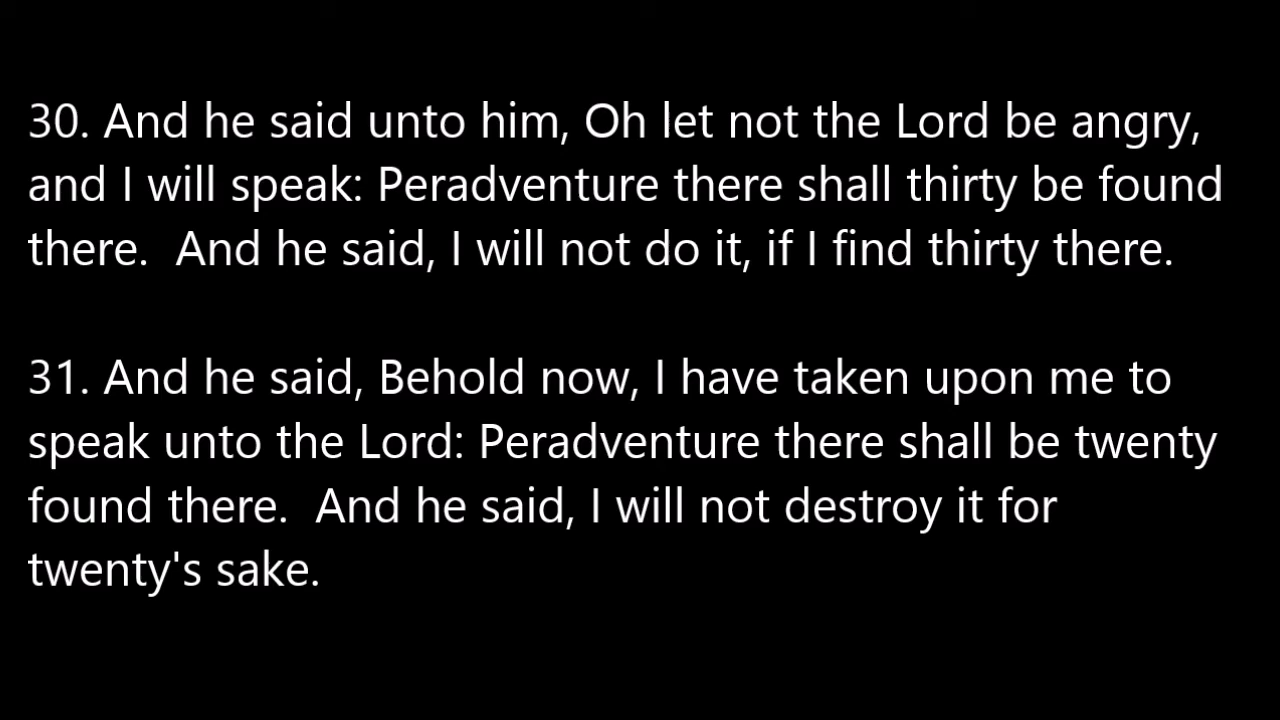 30. And he said unto him, Oh let not the Lord be angry,
and I will speak: Peradventure there shall thirty be found
there.  And he said, I will not do it, if I find thirty there.
31. And he said, Behold now, I have taken upon me to
speak unto the Lord: Peradventure there shall be twenty
found there.  And he said, I will not destroy it for
twenty's sake.